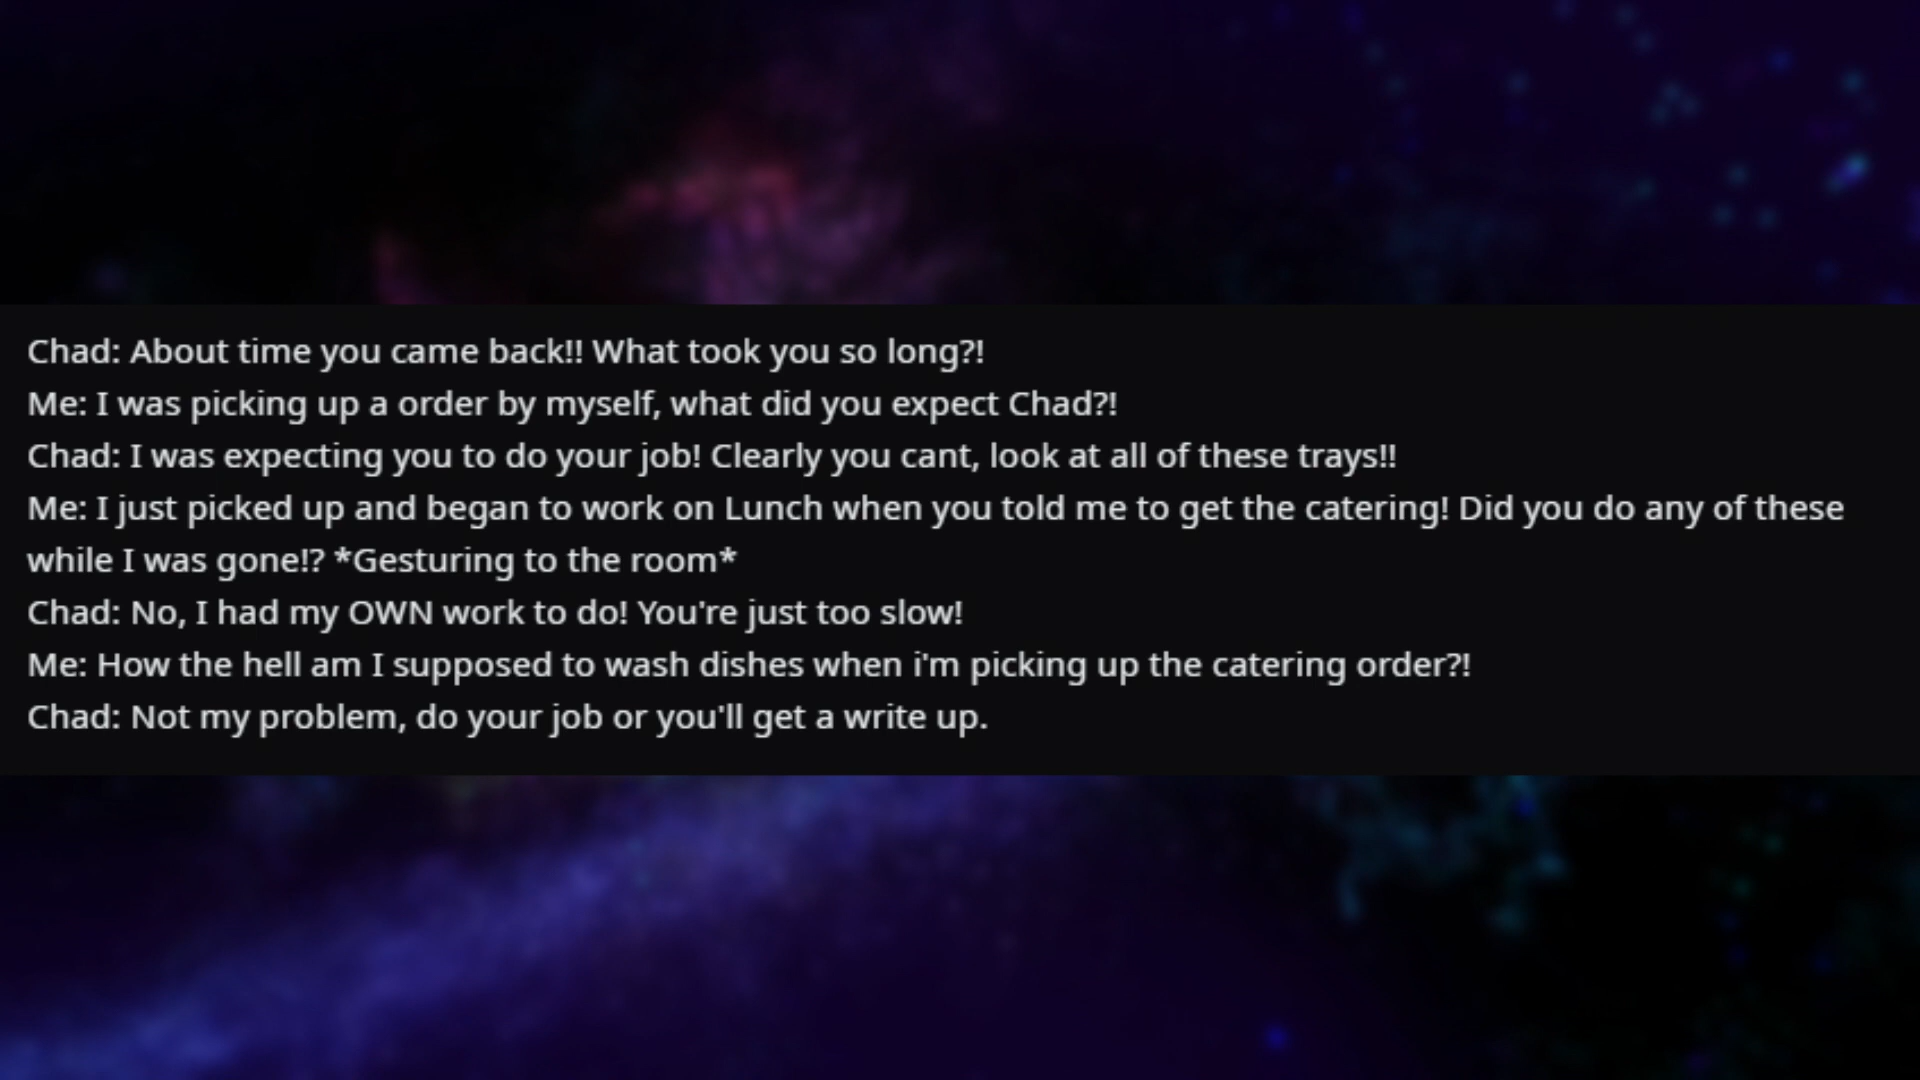 Chad: About time you came back!! What took you so long?!
Me: I was picking up a order by myself, what did you expect Chad?!
Chad: I was expecting you to do your job! Clearly you cant, look at all of these trays!!
Me: I just picked up and began to work on Lunch when you told me to get the catering! Did you do any of these
while I was gone!? *Gesturing to the room*
Chad: No, I had my OWN work to do! You're just too slow!
Me: How the hell am I supposed to wash dishes when i'm picking up the catering order?!
Chad: Not my problem, do your job or you'll get a write up.